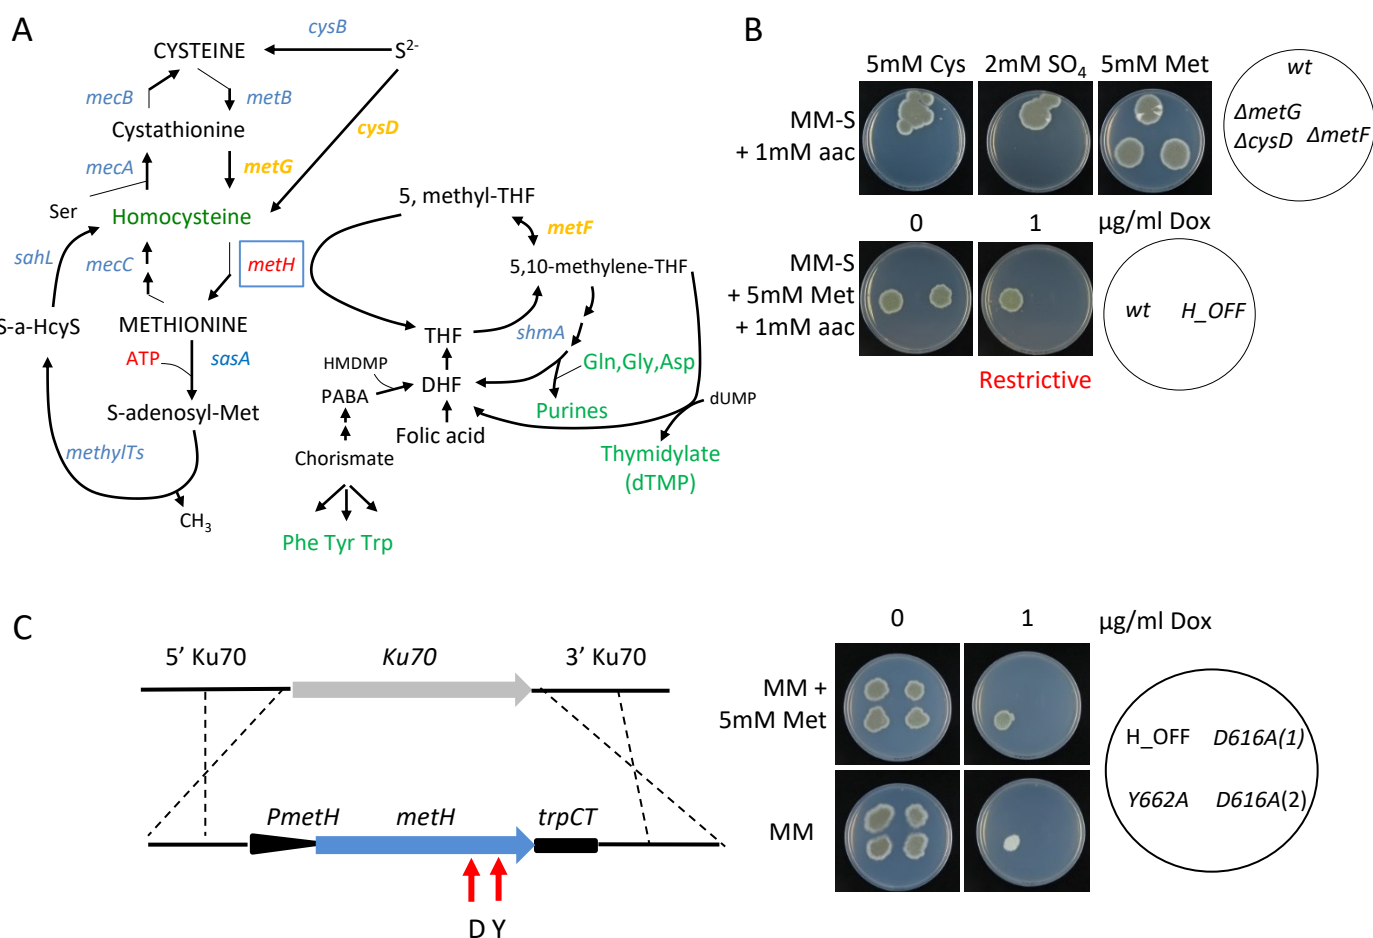 A
cysB
CYSTEINE
S2-
mecB
metB
Cystathionine
cysD
mecA
metG
Ser
Homocysteine
5, methyl-THF
metF
sahL
mecC
metH
5,10-methylene-THF
S-a-HcyS
METHIONINE
THF
shmA
ATP
sasA
HMDMP
Gln,Gly,Asp
DHF
PABA
dUMP
S-adenosyl-Met
Purines
Folic acid
methylTs
Chorismate
Thymidylate
(dTMP)
CH3
Phe Tyr Trp
B
5mM Cys
2mM SO4
5mM Met
wt
MM-S
+ 1mM aac
ΔmetG
ΔcysD
ΔmetF
0
1
µg/ml Dox
MM-S
+ 5mM Met
+ 1mM aac
wt
H_OFF
Restrictive
C
5’ Ku70
Ku70
3’ Ku70
PmetH
metH
trpCT
D Y
0
1
µg/ml Dox
MM +
5mM Met
MM
H_OFF
D616A(1)
Y662A
D616A(2)